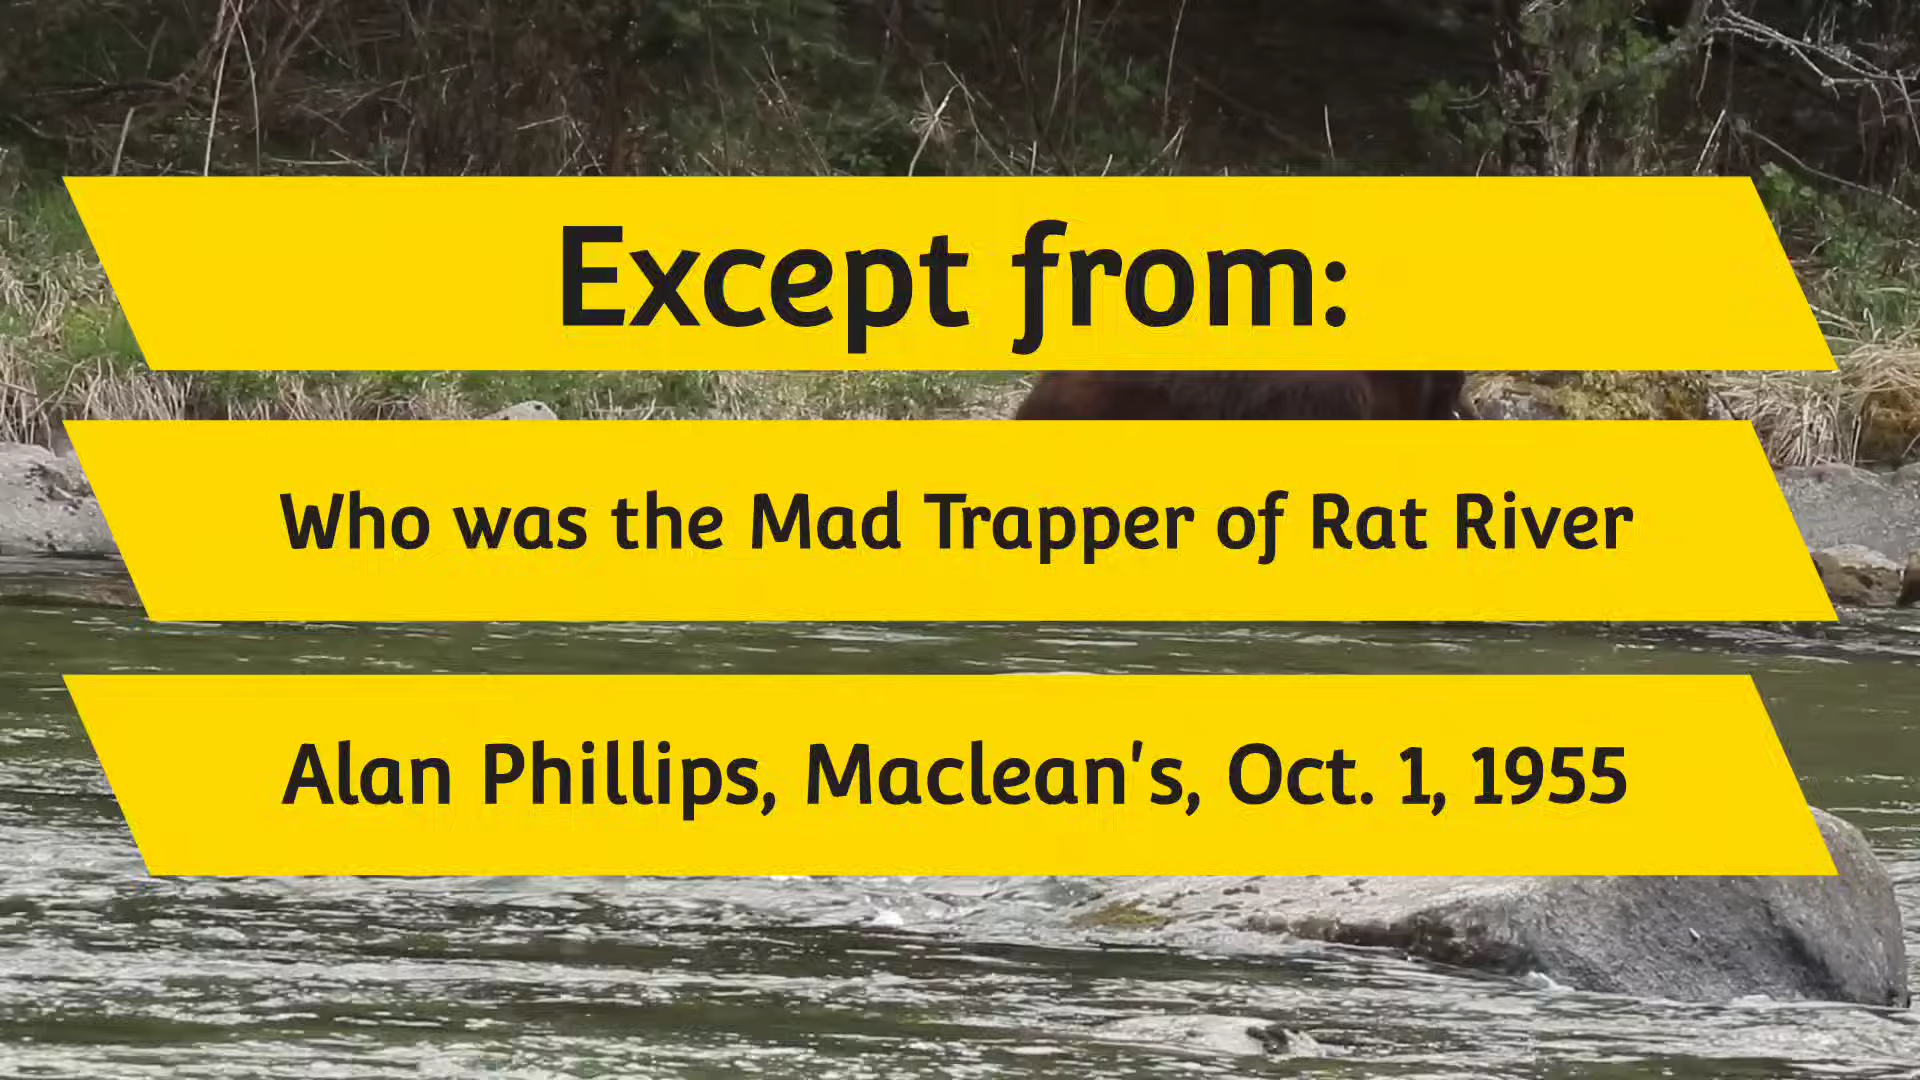 Except from:
Who was the Mad Trapper of Rat River
Alan Phillips, Maclean's, Oct. 1, 1955